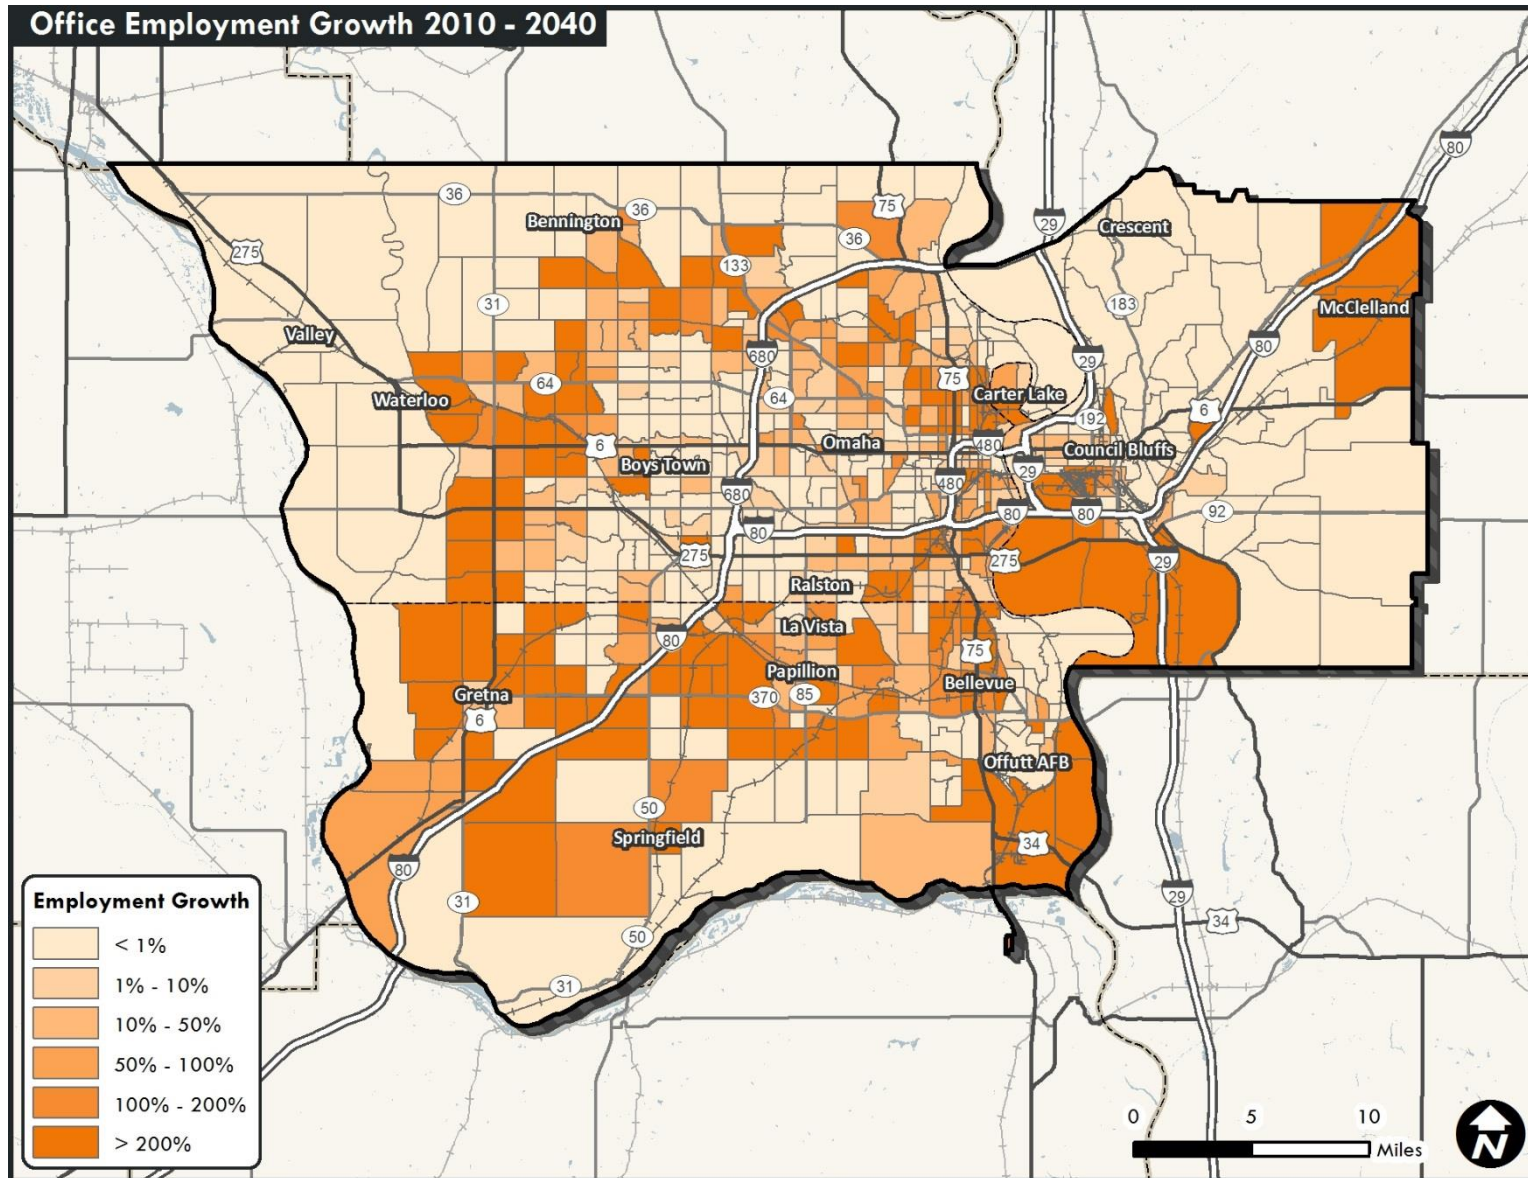 Office Employment Growth 2010 - 2040
80
36
36
75
29
Crescent
Bennington
36
275
133
31
183
McClelland
Valley
80
680
29
64
75
64
Carter Lake
Waterloo
192
6
6
Omaha
480
Council Bluffs
Boys Town
29
680
480
80
80
92
80
275
275
29
Ralston
La Vista
80
75
Papillion
Bellevue
Gretna
370
85
6
Offutt AFB
50
Springfield
34
80
31
29
34
50
31
Employment Growth
< 1%
1% - 10%
10% - 50%
50% - 100%
100% - 200%
> 200%
0
5
10
Miles
N